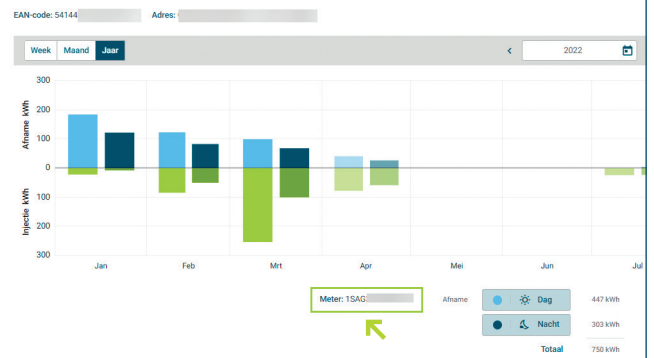 EAN-code: 54144
Adres:
Week Maand Jaar
2022
Afname kWh
Injectie kWh
300
200
100
0
100
200
300
Jan Feb Mrt Apr Mei Jun Jul
Meter: 1SAG
Afname
Dag 447 kWh
Nacht 303 kWh
Totaal 750 kWh